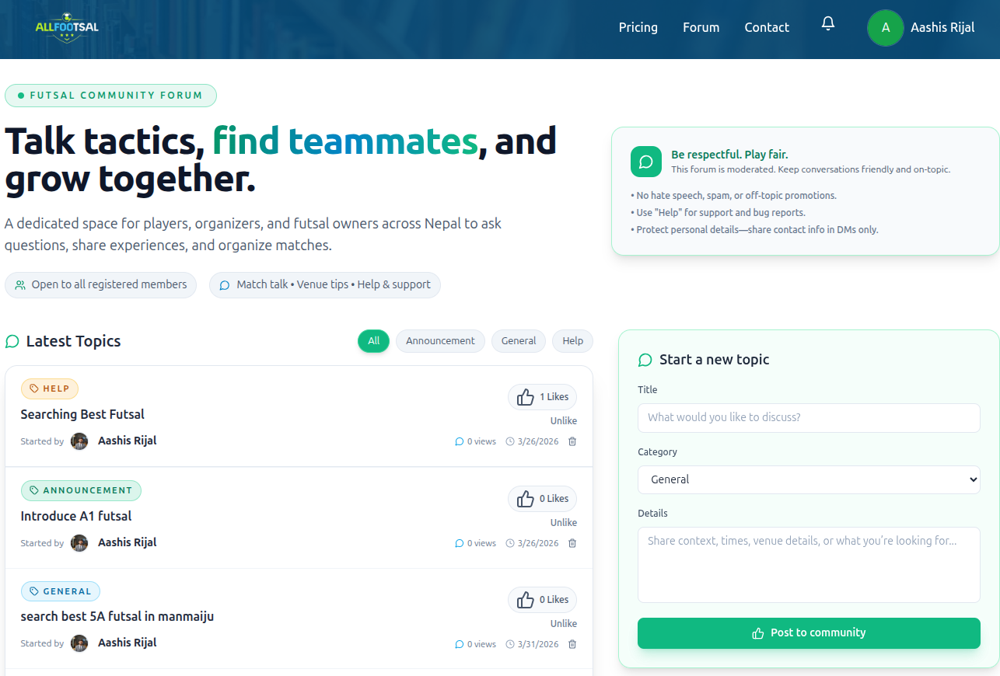 ALLFOOTSAL
Pricing
Forum
Contact
A
Aashis Rijal
FUTSAL COMMUNITY FORUM
Talk tactics, find teammates, and
grow together.
A dedicated space for players, organizers, and futsal owners across Nepal to ask
questions, share experiences, and organize matches.
Open to all registered members
Match talk • Venue tips • Help & support
Be respectful. Play fair.
This forum is moderated. Keep conversations friendly and on-topic.
• No hate speech, spam, or off-topic promotions.
• Use "Help" for support and bug reports.
• Protect personal details—share contact info in DMs only.
Latest Topics
All
Announcement
General
Help
HELP
Searching Best Futsal
Started by Aashis Rijal
1 Likes
Unlike
0 views 3/26/2026
ANNOUNCEMENT
Introduce A1 futsal
Started by Aashis Rijal
0 Likes
Unlike
0 views 3/26/2026
GENERAL
search best 5A futsal in manmaiju
Started by Aashis Rijal
0 Likes
Unlike
0 views 3/31/2026
Start a new topic
Title
What would you like to discuss?
Category
General
Details
Share context, times, venue details, or what you're looking for...
Post to community